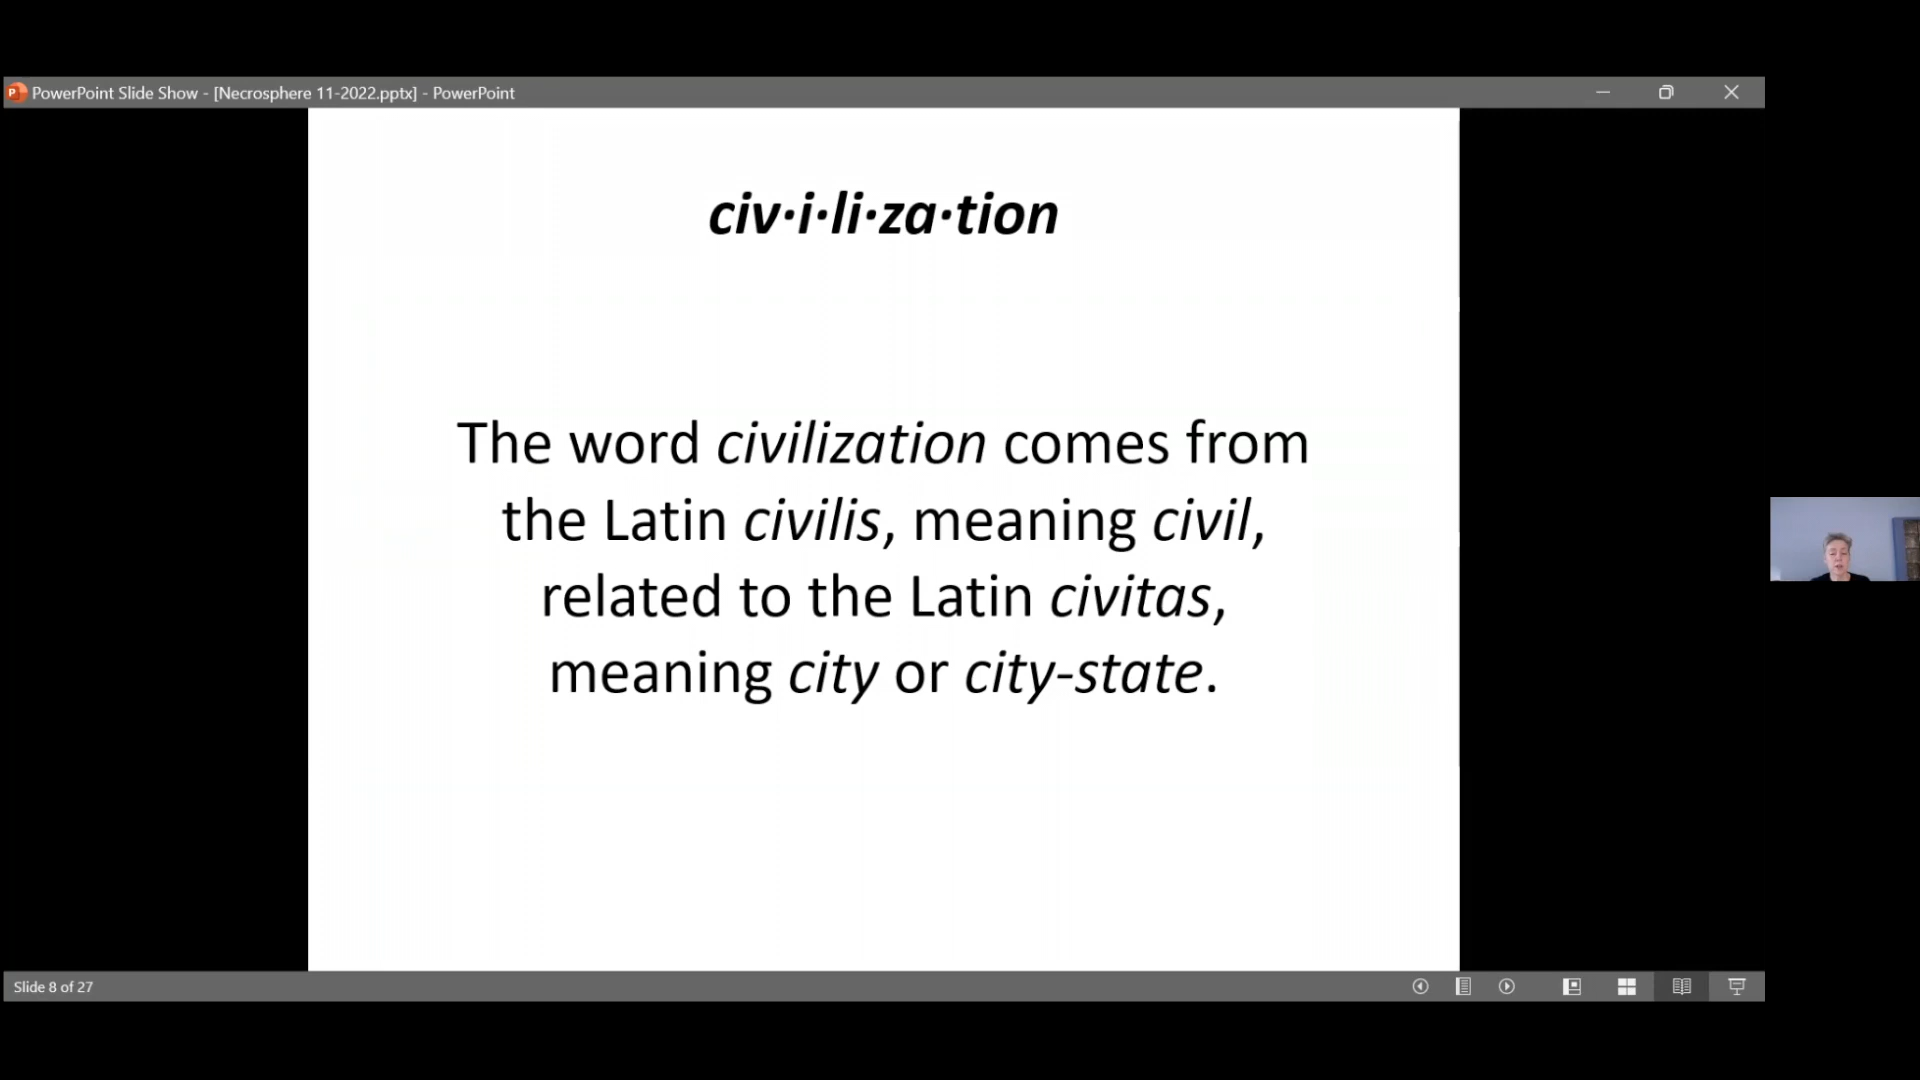 PowerPoint Slide Show - [Necrosphere 11-2022.pptx] - PowerPoint
civ·i·li·za·tion
The word civilization comes from
the Latin civilis, meaning civil,
related to the Latin civitas,
meaning city or city-state.
Slide 8 of 27